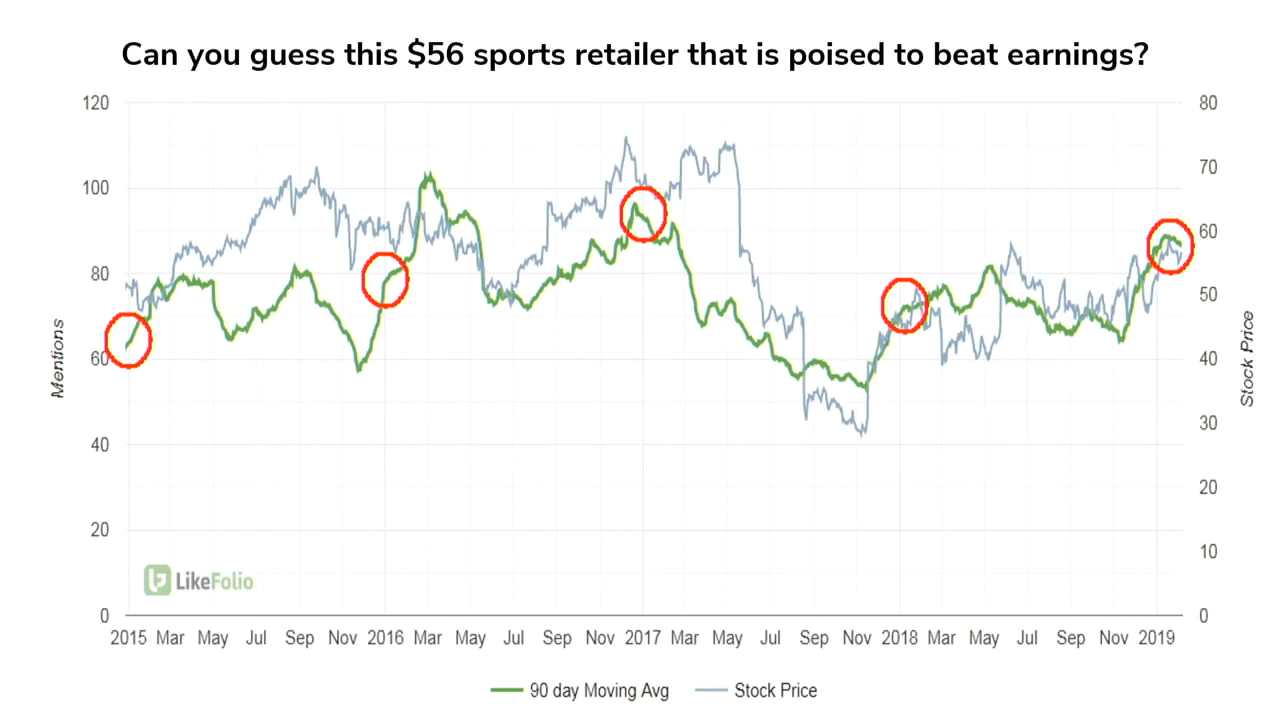 Can you guess this $56 sports retailer that is poised to beat earnings?
120
100
80
60
40
20
0
Mentions
80
70
60
50
40
30
20
10
0
Stock Price
LikeFolio
2015 Mar May Jul Sep Nov 2016 Mar May Jul Sep Nov 2017 Mar May Jul Sep Nov 2018 Mar May Jul Sep Nov 2019
90 day Moving Avg Stock Price